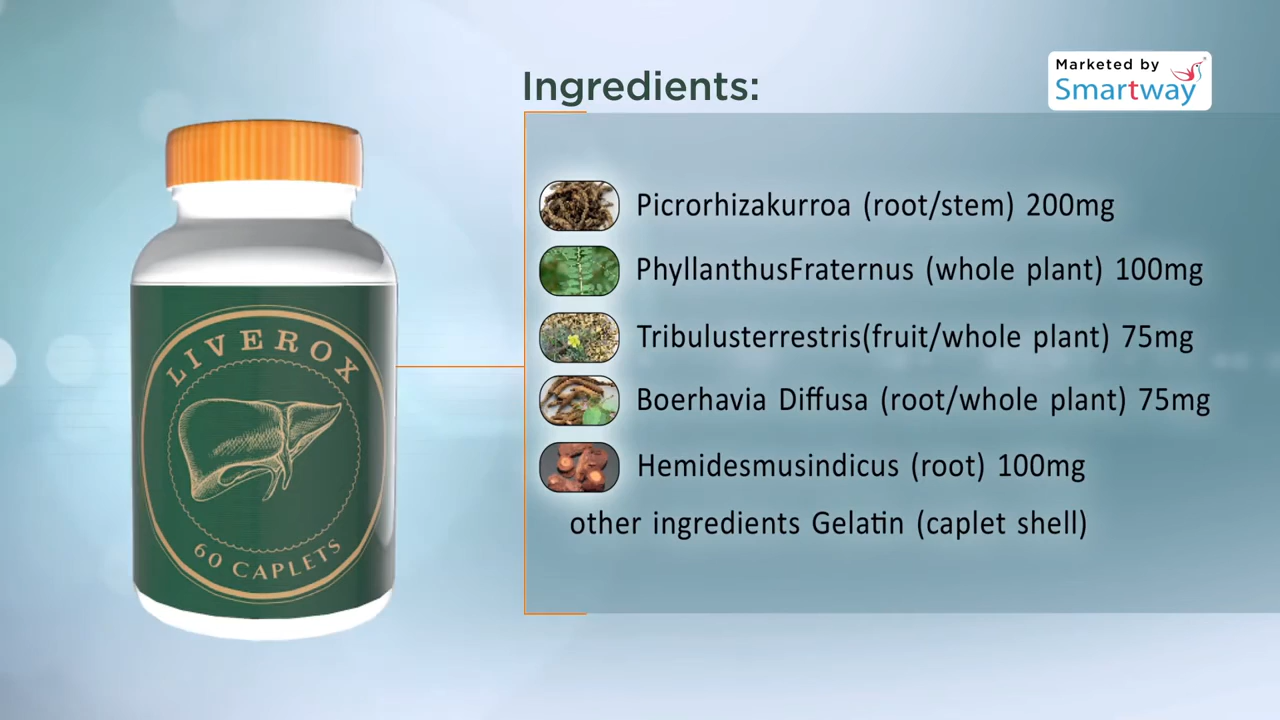 Marketed by
Smartway
Ingredients:
LIVEROX
60 CAPLETS
Picrorhizakurroa (root/stem) 200mg
PhyllanthusFraternus (whole plant) 100mg
Tribulusterrestris(fruit/whole plant) 75mg
Boerhavia Diffusa (root/whole plant) 75mg
Hemidesmusindicus (root) 100mg
other ingredients Gelatin (caplet shell)